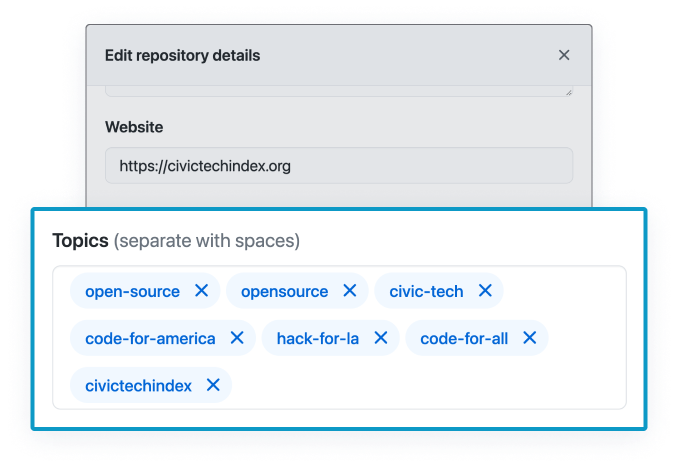 Edit repository details
Website
https://civictechindex.org
Topics (separate with spaces)
open-source opensource civic-tech
code-for-america hack-for-la code-for-all
civictechindex